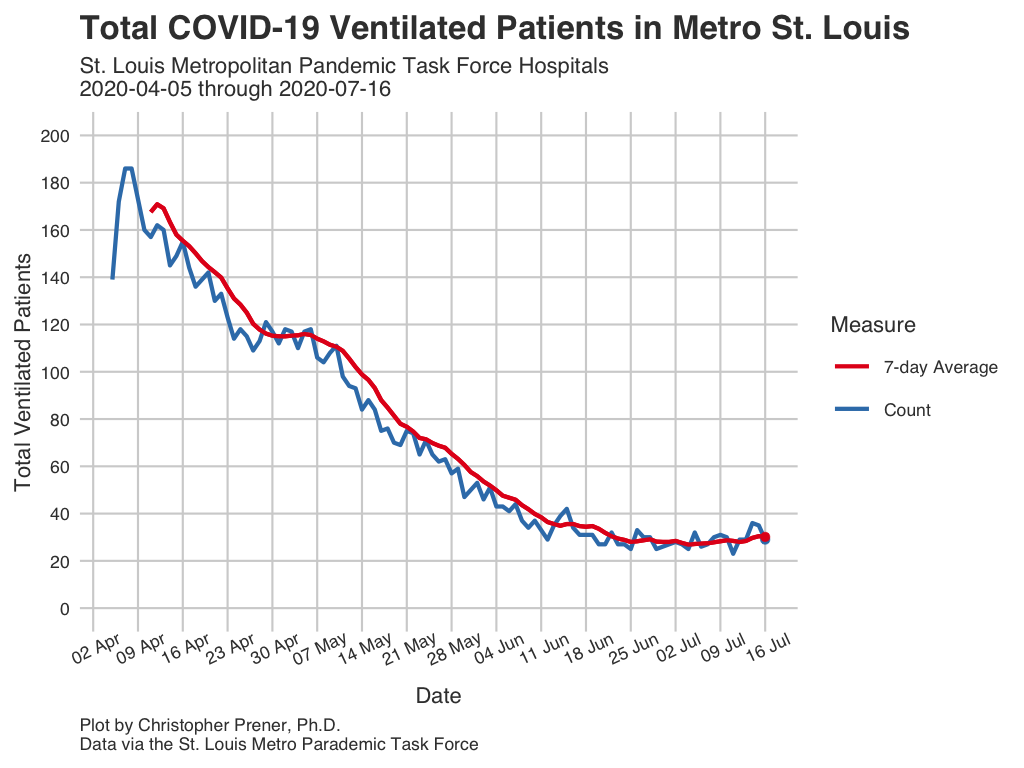 Total COVID-19 Ventilated Patients in Metro St. Louis
St. Louis Metropolitan Pandemic Task Force Hospitals
2020-04-05 through 2020-07-16
Total Ventilated Patients
200
180
160
140
120
100
80
60
40
20
0
02 Apr
09 Apr
16 Apr
23 Apr
30 Apr
07 May
14 May
21 May
28 May
04 Jun
11 Jun
18 Jun
25 Jun
02 Jul
09 Jul
16 Jul
Date
Measure
7-day Average
Count
Plot by Christopher Prener, Ph.D.
Data via the St. Louis Metro Parademic Task Force